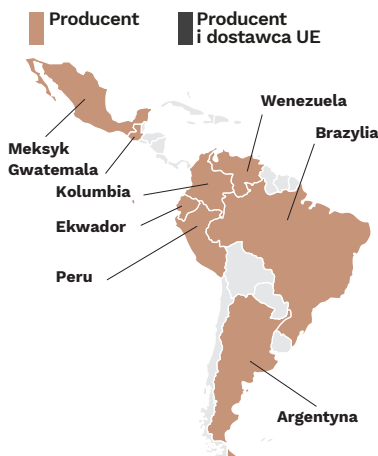 Producent
Producent
i dostawca UE
Wenezuela
Brazylia
Meksyk
Gwatemala
Kolumbia
Ekwador
Peru
Argentyna